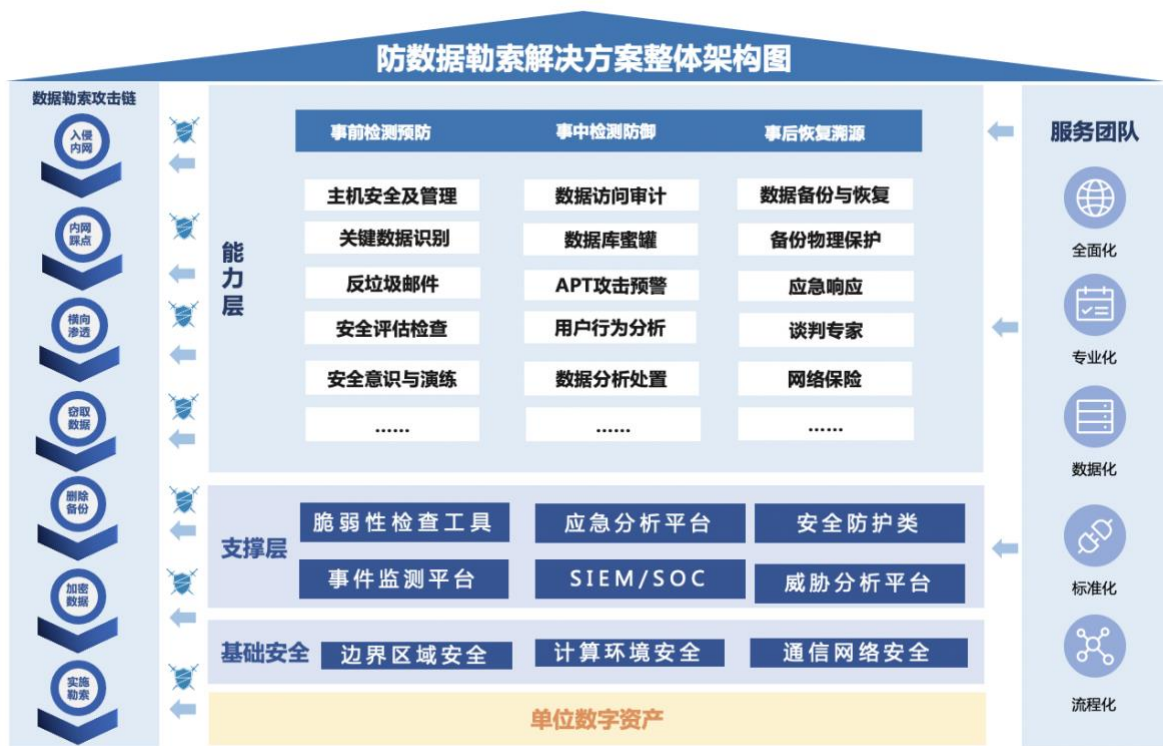 防数据勒索解决方案整体架构图
数据勒索攻击链
入侵
内网
内网
踩点
横向
渗透
窃取
数据
删除
备份
加密
数据
实施
勒索
能力层
事前检测预防
事中检测防御
事后恢复溯源
主机安全及管理
数据访问审计
数据备份与恢复
关键数据识别
数据库蜜罐
备份物理保护
反垃圾邮件
APT攻击预警
应急响应
安全评估检查
用户行为分析
谈判专家
安全意识与演练
数据分析处置
网络保险
……
……
……
支撑层
脆弱性检查工具
应急分析平台
安全防护类
事件监测平台
SIEM/SOC
威胁分析平台
基础安全
边界区域安全
计算环境安全
通信网络安全
单位数字资产
服务团队
全面化
专业化
数据化
标准化
流程化